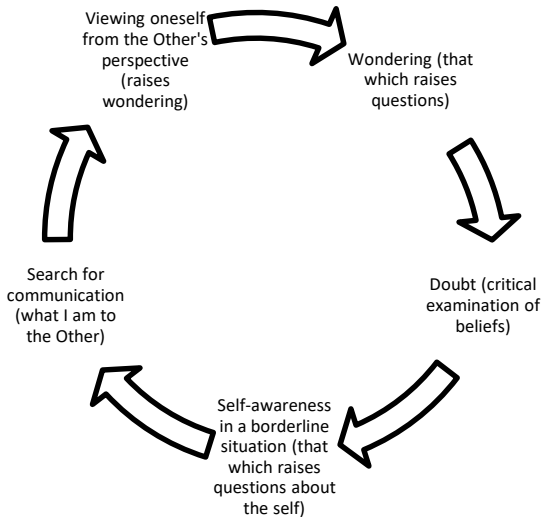 Viewing oneself
from the Other's
perspective
(raises
wondering)
Wondering (that
which raises
questions)
Doubt (critical
examination of
beliefs)
Self-awareness
in a borderline
situation (that
which raises
questions about
the self)
Search for
communication
(what I am to
the Other)